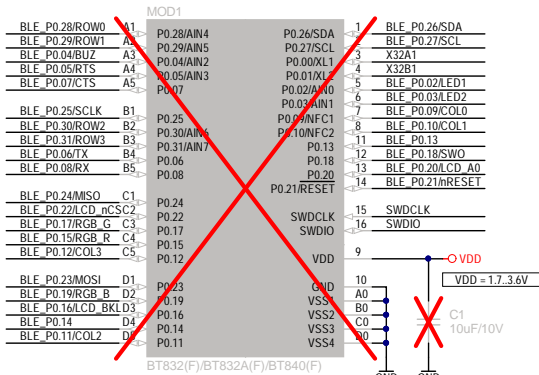 MOD1
BLE_P0.28/ROW0 A1 P0.28/AIN4 P0.26/SDA 1 BLE_P0.26/SDA
BLE_P0.29/ROW1 A2 P0.29/AIN5 P0.27/SCL 2 BLE_P0.27/SCL
BLE_P0.04/BUZ A3 P0.04/AIN2 P0.00/XL1 3 X32A1
BLE_P0.05/RTS A4 P0.05/AIN3 P0.01/XL2 4 X32B1
BLE_P0.07/CTS A5 P0.07 P0.02/AIN0 5 BLE_P0.02/LED1
P0.03/AIN1 6 BLE_P0.03/LED2
BLE_P0.25/SCLK B1 P0.25 P0.09/NFC1 7 BLE_P0.09/COL0
BLE_P0.30/ROW2 B2 P0.30/AIN6 P0.10/NFC2 8 BLE_P0.10/COL1
BLE_P0.31/ROW3 B3 P0.31/AIN7 P0.13 11 BLE_P0.13
BLE_P0.06/TX B4 P0.06 P0.18 12 BLE_P0.18/SWO
BLE_P0.08/RX B5 P0.08 P0.20 13 BLE_P0.20/LCD_A0
P0.21/RESET 14 BLE_P0.21/nRESET
BLE_P0.24/MISO C1 P0.24
BLE_P0.22/LCD_nCS C2 P0.22 SWDCLK 15 SWDCLK
BLE_P0.17/RGB_G C3 P0.17 SWDIO 16 SWDIO
BLE_P0.15/RGB_R C4 P0.15
BLE_P0.12/COL3 C5 P0.12 VDD 9 VDD
VDD = 1.7..3.6V
BLE_P0.23/MOSI D1 P0.23 GND 10
BLE_P0.19/RGB_B D2 P0.19 VSS1 A0
BLE_P0.16/LCD_BKL D3 P0.16 VSS2 B0 C1
BLE_P0.14 D4 P0.14 VSS3 C0 10uF/10V
BLE_P0.11/COL2 D5 P0.11 VSS4 D0
BT832(F)/BT832A(F)/BT840(F)
GND GND